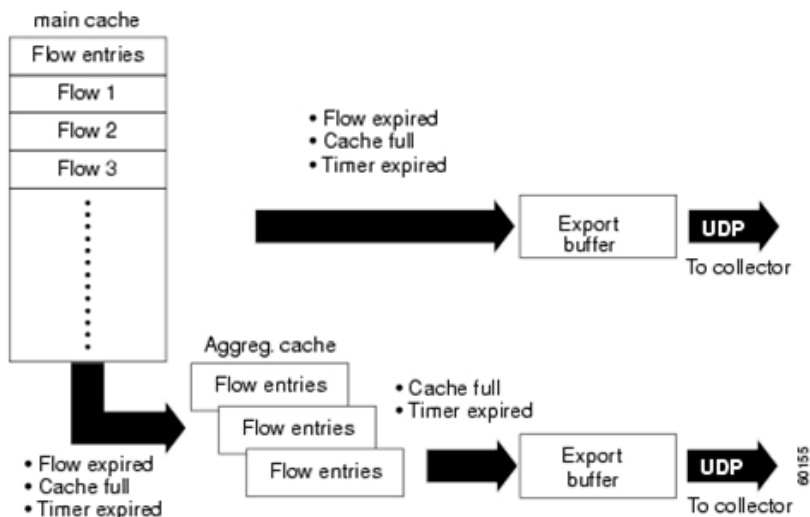 main cache
Flow entries
Flow 1
Flow 2
Flow 3
• Flow expired
• Cache full
• Timer expired
Export
buffer
UDP
To collector
Aggreg. cache
Flow entries
Flow entries
Flow entries
• Cache full
• Timer expired
• Flow expired
• Cache full
• Timer expired
Export
buffer
UDP
To collector
60155